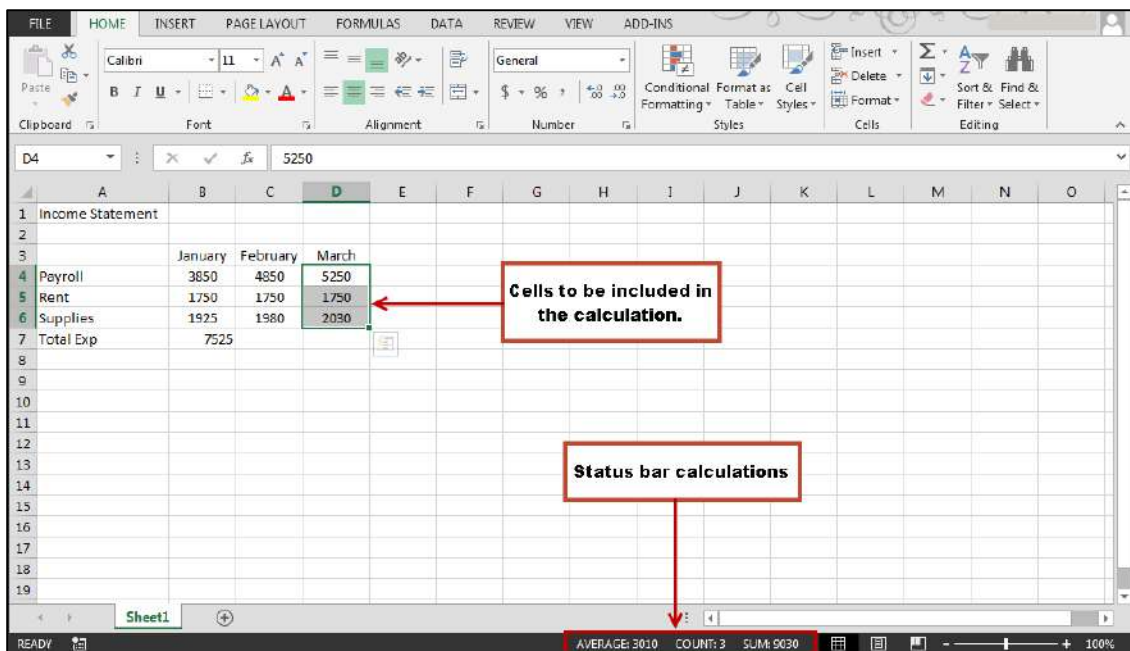 FILE HOME INSERT PAGE LAYOUT FORMULAS DATA REVIEW VIEW ADD-INS
Paste
Calibri 11 A A
B I U A
General
$ % ,
Conditional Formatting
Format as Table
Cell Styles
Insert
Delete
Format
Sort & Filter
Find & Select
Clipboard Font Alignment Number Styles Cells Editing
D4 fx 5250
A B C D E F G H I J K L M N O
1 Income Statement
2
3 January February March
4 Payroll 3850 4850 5250
5 Rent 1750 1750 1750
6 Supplies 1925 1980 2030
7 Total Exp 7525
8
9
10
11
12
13
14
15
16
17
18
19
Cells to be included in
the calculation.
Status bar calculations
Sheet1
READY AVERAGE: 3010 COUNT: 3 SUM: 9030 100%